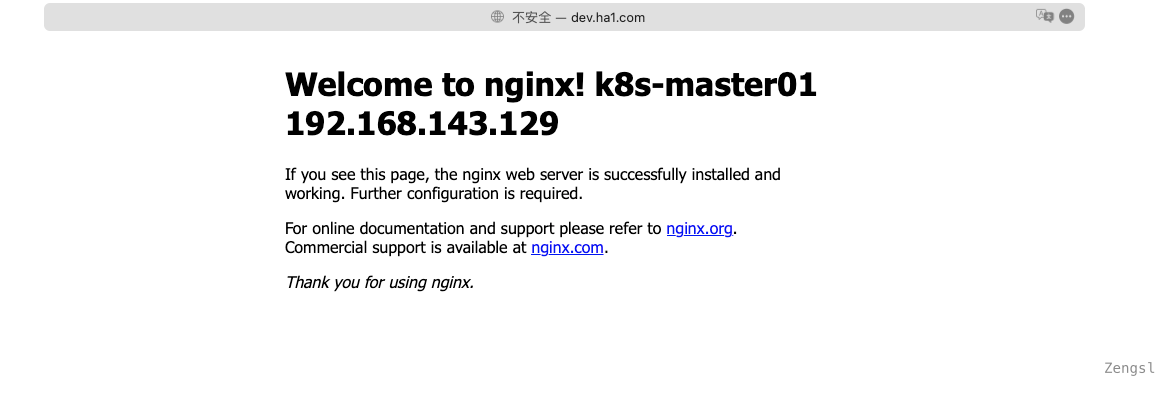 不安全 — dev.ha1.com
Welcome to nginx! k8s-master01
192.168.143.129
If you see this page, the nginx web server is successfully installed and
working. Further configuration is required.
For online documentation and support please refer to nginx.org.
Commercial support is available at nginx.com.
Thank you for using nginx.
Zengsl